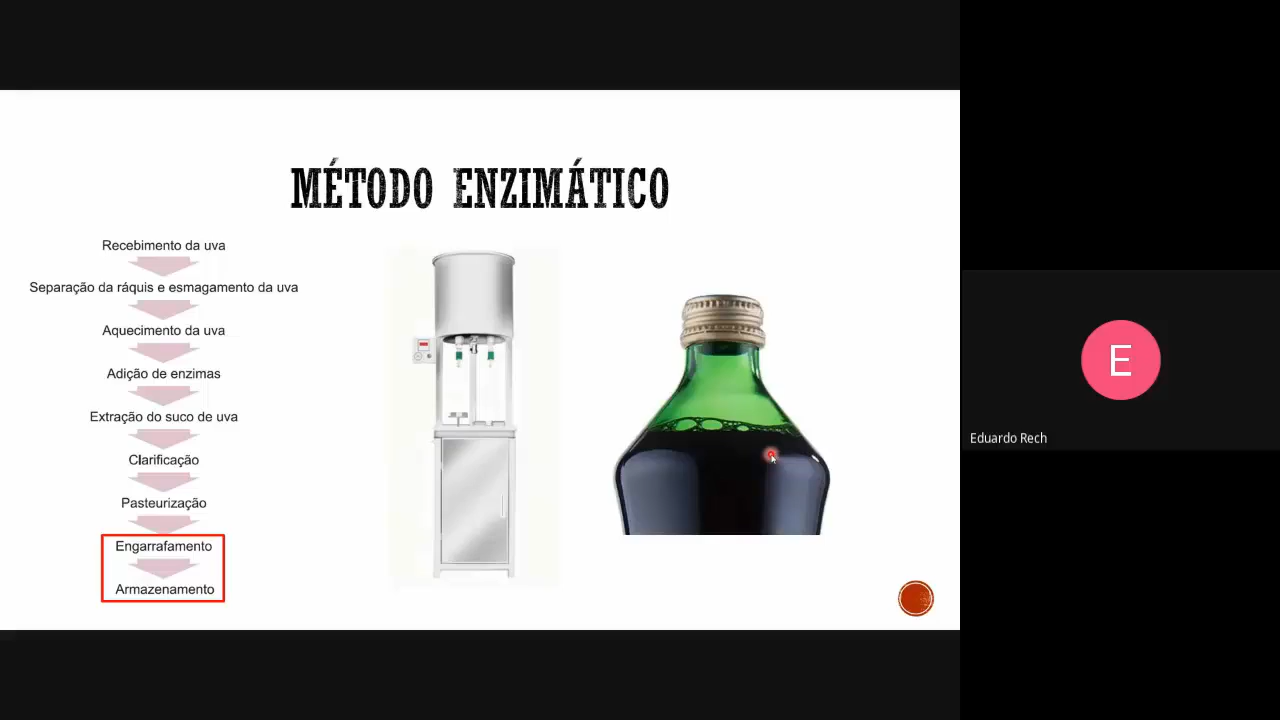 MÉTODO ENZIMÁTICO
Recebimento da uva
Separação da ráquis e esmagamento da uva
Aquecimento da uva
Adição de enzimas
Extração do suco de uva
Clarificação
Pasteurização
Engarrafamento
Armazenamento
E
Eduardo Rech